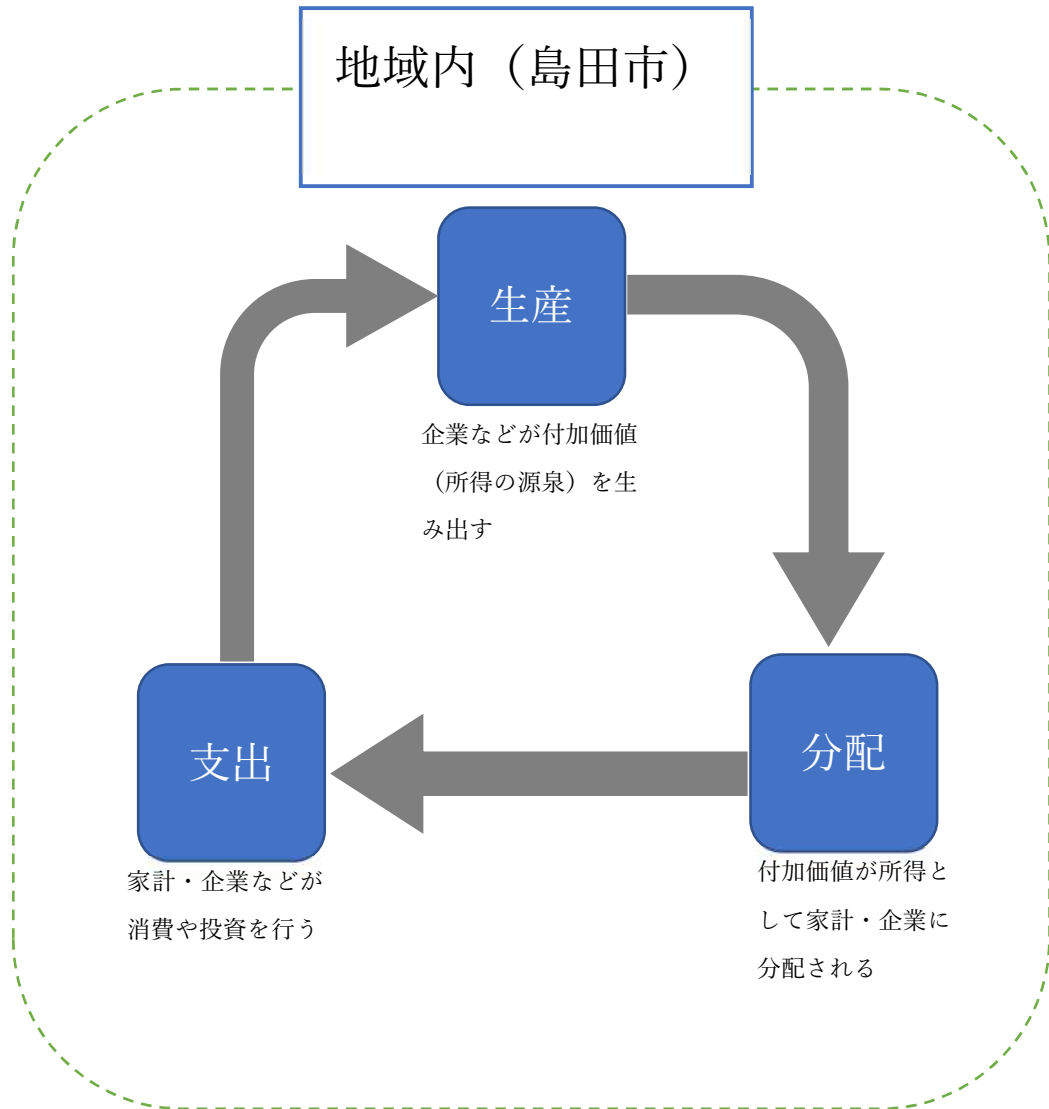 地域内（島田市）
生産
企業などが付加価値
（所得の源泉）を生
み出す
支出
家計・企業などが
消費や投資を行う
分配
付加価値が所得と
して家計・企業に
分配される